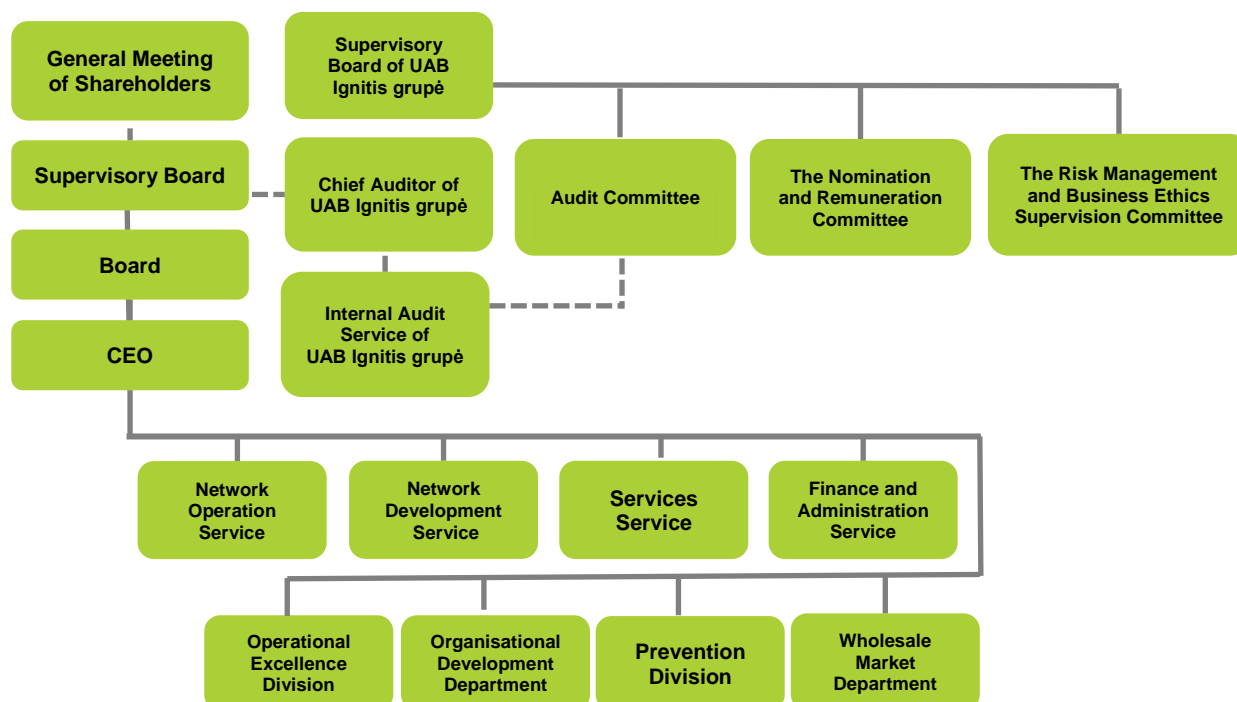 General Meeting
of Shareholders
Supervisory
Board of UAB
Ignitis grupė
Supervisory Board
Chief Auditor of
UAB Ignitis grupė
Audit Committee
The Nomination
and Remuneration
Committee
The Risk Management
and Business Ethics
Supervision Committee
Board
Internal Audit
Service of
UAB Ignitis grupė
CEO
Network
Operation
Service
Network
Development
Service
Services
Service
Finance and
Administration
Service
Operational
Excellence
Division
Organisational
Development
Department
Prevention
Division
Wholesale
Market
Department